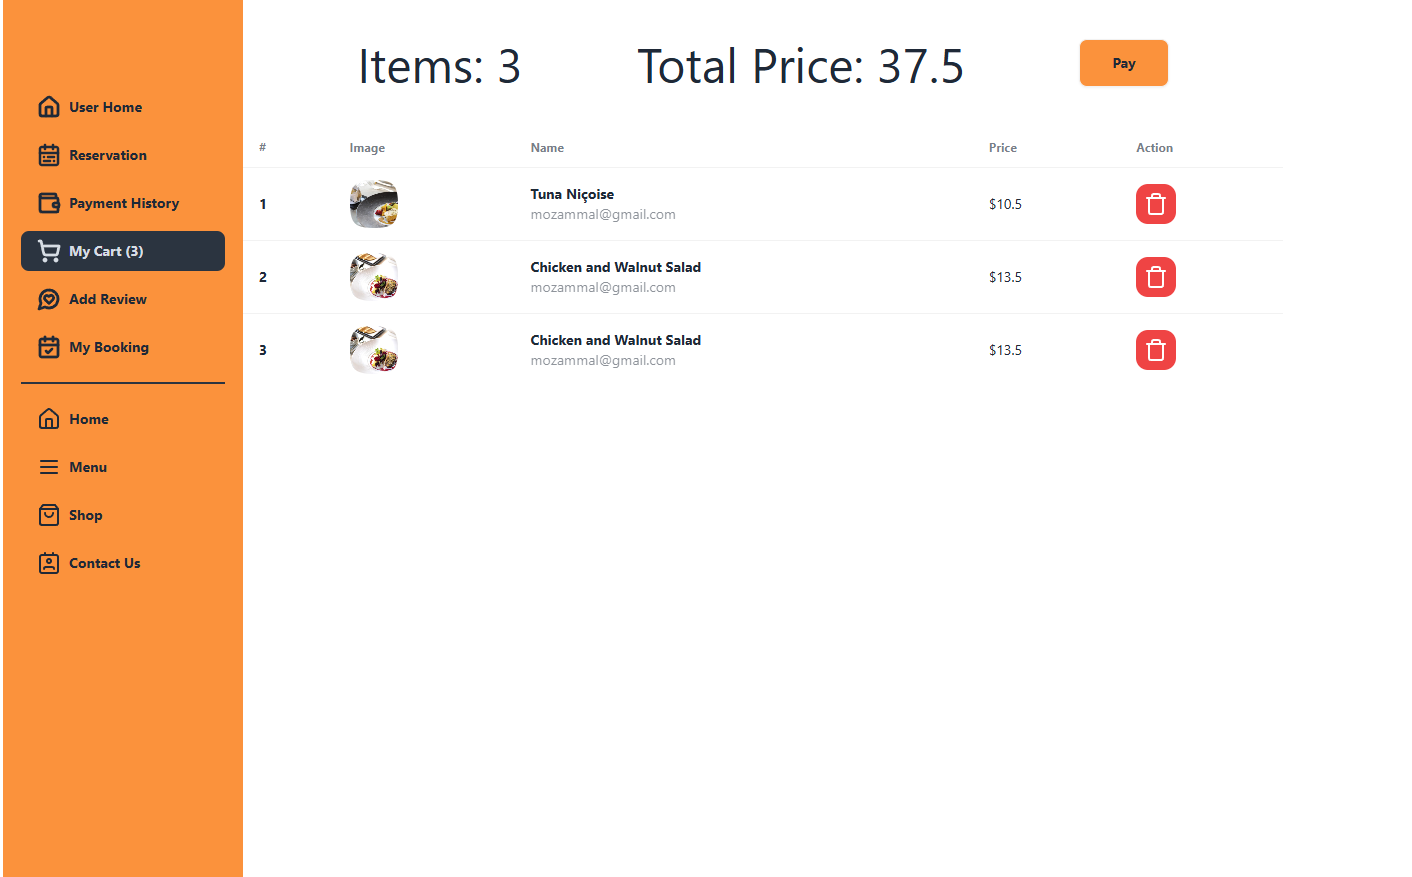 User Home
Reservation
Payment History
My Cart (3)
Add Review
My Booking
Home
Menu
Shop
Contact Us
Items: 3 Total Price: 37.5 Pay
# Image Name Price Action
1 Tuna Niçoise $10.5
mozammal@gmail.com
2 Chicken and Walnut Salad $13.5
mozammal@gmail.com
3 Chicken and Walnut Salad $13.5
mozammal@gmail.com